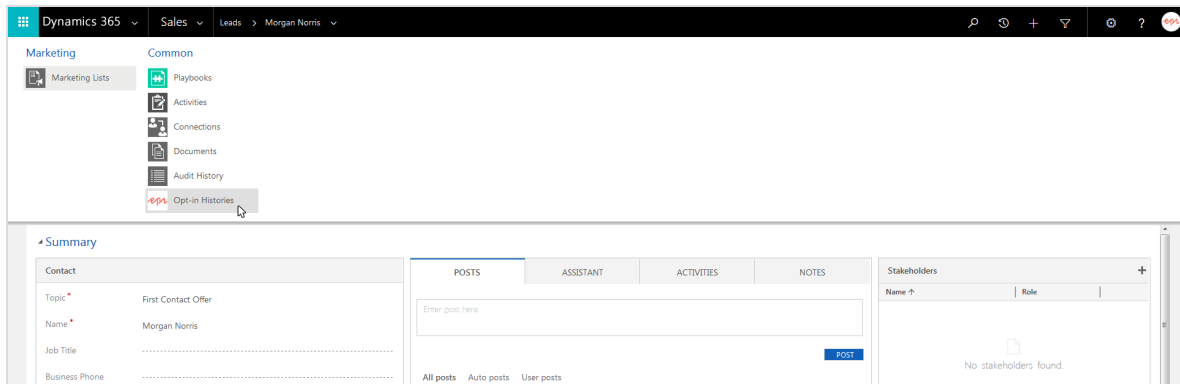 Dynamics 365 Sales Leads > Morgan Norris ? epi
Marketing Common
Marketing Lists Playbooks
Activities
Connections
Documents
Audit History
epi Opt-in Histories
Summary
Contact POSTS ASSISTANT ACTIVITIES NOTES Stakeholders +
Topic * First Contact Offer Name ↑ Role
Enter post here
Name * Morgan Norris
Job Title POST
No stakeholders found.
Business Phone All posts Auto posts User posts